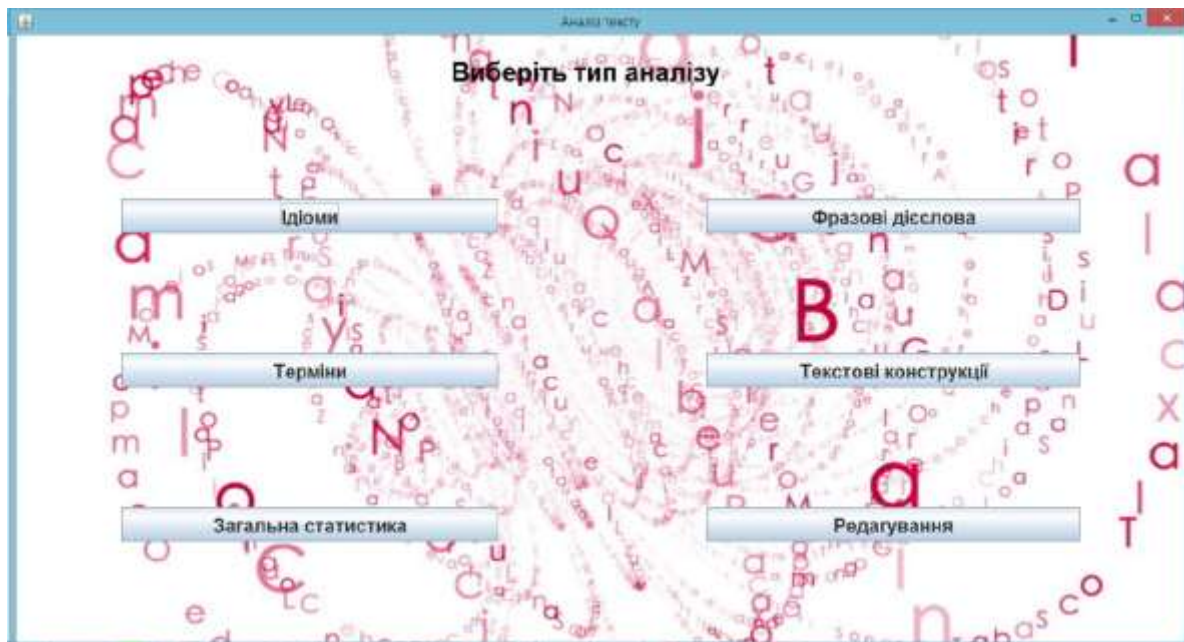 Аналіз тексту
Виберіть тип аналізу
Ідіоми
Фразові дієслова
Терміни
Текстові конструкції
Загальна статистика
Редагування